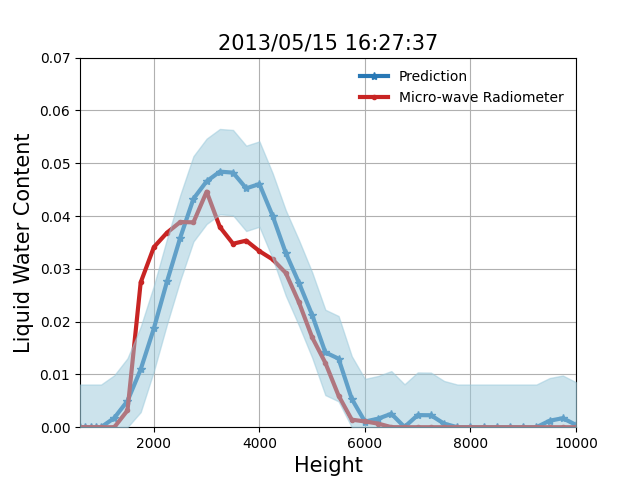 2013/05/15 16:27:37
0.07
0.06
0.05
0.04
0.03
0.02
0.01
0.00
Liquid Water Content
Prediction
Micro-wave Radiometer
2000 4000 6000 8000 10000
Height